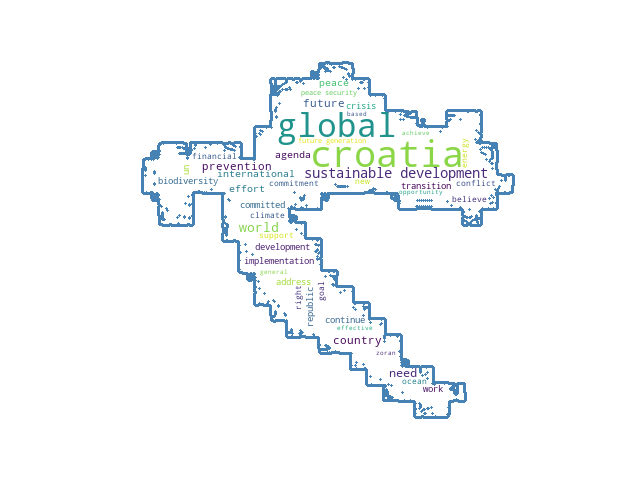 peace
peace security
future
crisis
based
global
achieve
future generation
energy
croatia
financial
agenda
prevention
un
international
sustainable development
biodiversity
effort
commitment
new
transition
conflict
opportunity
believe
committed
climate
world
support
development
implementation
general
address
right
republic
goal
continue
effective
country
zoran
need
ocean
work